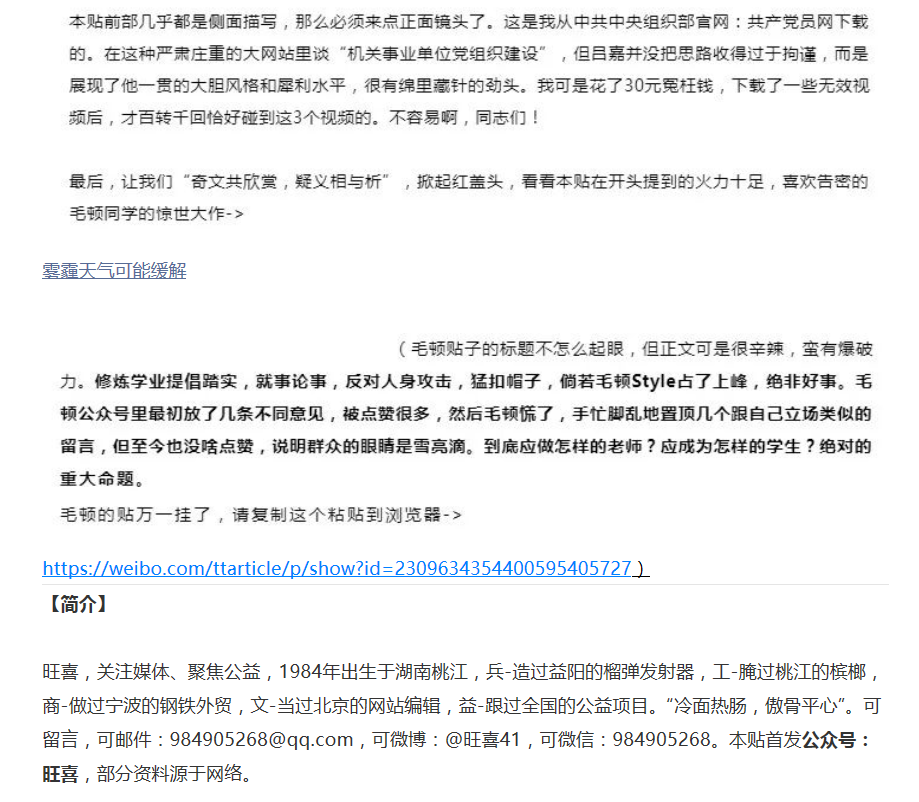 本贴前部几乎都是侧面描写，那么必须来点正面镜头了。这是我从中共中央组织部官网：共产党员网下载
的。在这种严肃庄重的大网站里谈“机关事业单位党组织建设”，但吕嘉并没把思路收得过于拘谨，而是
展现了他一贯的大胆风格和犀利水平，很有绵里藏针的劲头。我可是花了30元冤枉钱，下载了一些无效视
频后，才百转千回恰好碰到这3个视频的。不容易啊，同志们！
最后，让我们“奇文共欣赏，疑义相与析”，掀起红盖头，看看本贴在开头提到的火力十足，喜欢告密的
毛顿同学的惊世大作->
雾霾天气可能缓解
（毛顿贴子的标题不怎么起眼，但正文可是很辛辣，蛮有爆破
力。修炼学业提倡踏实，就事论事，反对人身攻击，猛扣帽子，倘若毛顿Style占了上峰，绝非好事。毛
顿公众号里最初放了几条不同意见，被点赞很多，然后毛顿慌了，手忙脚乱地置顶几个跟自己立场类似的
留言，但至今也没啥点赞，说明群众的眼睛是雪亮滴。到底应做怎样的老师？应成为怎样的学生？绝对的
重大命题。
毛顿的贴万一挂了，请复制这个粘贴到浏览器->
https://weibo.com/ttarticle/p/show?id=2309634354400595405727）
【简介】
旺喜，关注媒体、聚焦公益，1984年出生于湖南桃江，兵-造过益阳的榴弹发射器，工-腌过桃江的槟榔，
商-做过宁波的钢铁外贸，文-当过北京的网站编辑，益-跟过全国的公益项目。“冷面热肠，傲骨平心”。可
留言，可邮件：984905268@qq.com，可微博：@旺喜41，可微信：984905268。本贴首发公众号：
旺喜，部分资料源于网络。